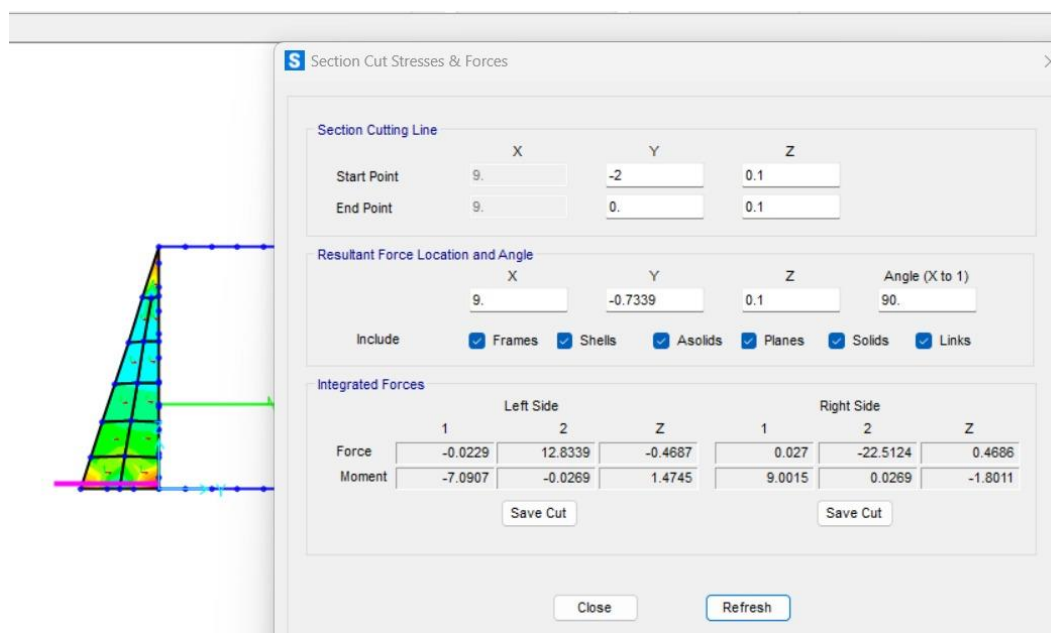 S Section Cut Stresses & Forces
Section Cutting Line
X Y Z
Start Point 9. -2 0.1
End Point 9. 0. 0.1
Resultant Force Location and Angle
X Y Z Angle (X to 1)
9. -0.7339 0.1 90.
Include Frames Shells Asolids Planes Solids Links
Integrated Forces
Left Side Right Side
1 2 Z 1 2 Z
Force -0.0229 12.8339 -0.4687 0.027 -22.5124 0.4686
Moment -7.0907 -0.0269 1.4745 9.0015 0.0269 -1.8011
Save Cut Save Cut
Close Refresh